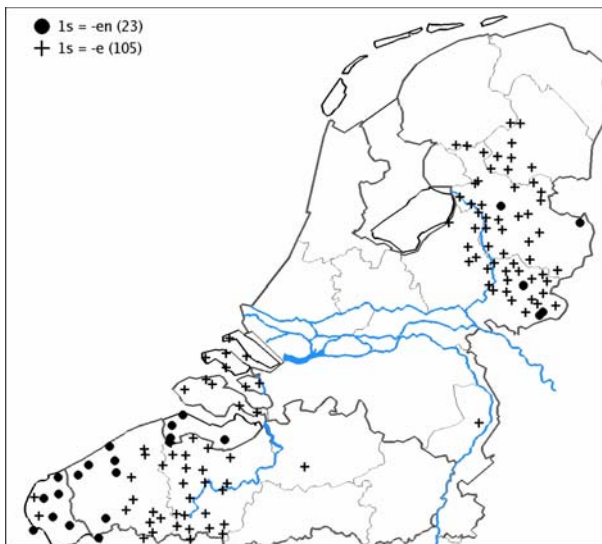 1s = -en (23)
1s = -e (105)